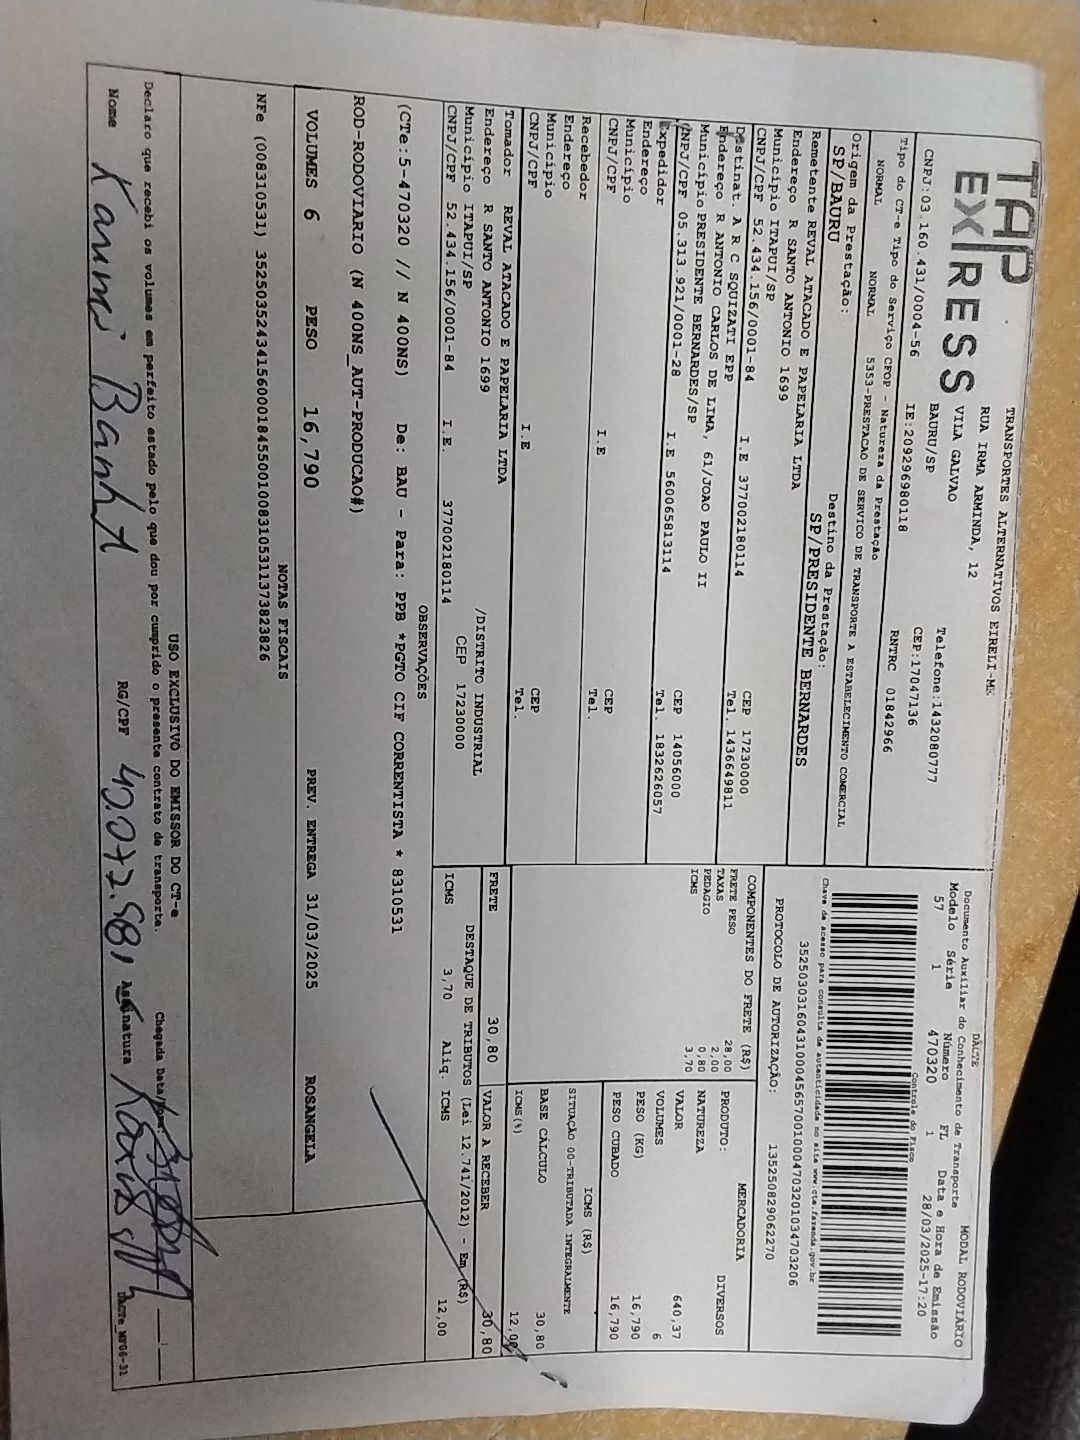 TAP
EX|RESS
TRANSPORTES ALTERNATIVOS EIRELI-ME
RUA IRMA ARMINDA, 12
VILA GALVAO
BAURU/SP
Telefone:1432080777
CEP:17047136
CNPJ:03.160.431/0004-56 IE:209296980118 RNTRC 01842966
Tipo do CT-e Tipo do Serviço CFOP - Natureza da Prestação
NORMAL NORMAL 5353-PRESTACAO DE SERVICO DE TRANSPORTE A ESTABELECIMENTO COMERCIAL
Origem da Prestação: Destino da Prestação:
SP/BAURU SP/PRESIDENTE BERNARDES
Remetente REVAL ATACADO E PAPELARIA LTDA
Endereço R SANTO ANTONIO 1699
Município ITAPUI/SP CEP 17230000
CNPJ/CPF 52.434.156/0001-84 I.E 377002180114 Tel. 1436649811
Destinat. A R C SQUIZATI EPP
Endereço R ANTONIO CARLOS DE LIMA, 61/JOAO PAULO II
Município PRESIDENTE BERNARDES/SP CEP 14056000
CNPJ/CPF 05.313.921/0001-28 I.E 560065813114 Tel. 1832626057
Expedidor
Endereço
Município CEP
CNPJ/CPF I.E Tel.
Recebedor
Endereço
Município CEP
CNPJ/CPF I.E Tel.
Tomador REVAL ATACADO E PAPELARIA LTDA
Endereço R SANTO ANTONIO 1699 /DISTRITO INDUSTRIAL
Município ITAPUI/SP CEP 17230000
CNPJ/CPF 52.434.156/0001-84 I.E. 377002180114
DACTE
Documento Auxiliar do Conhecimento de Transporte MODAL RODOVIÁRIO
Modelo Série Número FL Data e Hora de Emissão
57 1 470320 1 28/03/2025-17:20
Controle do Fisco
Chave de acesso para consulta de autenticidade no site www.cte.fazenda.gov.br
35250303160431000456570010004703201034703206
PROTOCOLO DE AUTORIZAÇÃO: 135250829062270
COMPONENTES DO FRETE (R$)
FRETE PESO 28,00
TAXAS 2,00
PEDAGIO 0,80
ICMS 3,70
PRODUTO: MERCADORIA
NATUREZA DIVERSOS
VALOR 640,37
VOLUMES 6
PESO (KG) 16,790
PESO CUBADO 16,790
ICMS (R$)
SITUAÇÃO 00-TRIBUTADA INTEGRALMENTE
BASE CÁLCULO 30,80
ICMS(%) 12,00
FRETE 30,80 VALOR A RECEBER 30,80
DESTAQUE DE TRIBUTOS (Lei 12.741/2012) - Em (R$)
ICMS 3,70 Aliq. ICMS 12,00
OBSERVAÇÕES
(CTe:5-470320 // N 400NS) De: BAU - Para: PPB *PGTO CIF CORRENTISTA * 8310531
ROD-RODOVIARIO (N 400NS_AUT-PRODUCAO#)
VOLUMES 6 PESO 16,790 PREV. ENTREGA 31/03/2025 ROSANGELA
NOTAS FISCAIS
NFe (008310531) 35250352434156000184550010083105311373823826
USO EXCLUSIVO DO EMISSOR DO CT-e
Declaro que recebi os volumes em perfeito estado pelo que dou por cumprido o presente contrato de transporte.
Chegada Data/Hora:
Nome RG/CPF Assinatura
DACTe_NF06-31